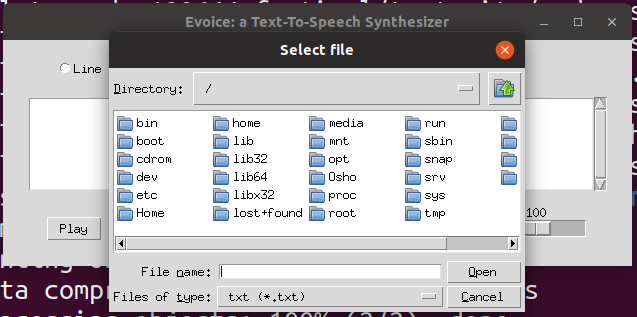 Evoice: a Text-To-Speech Synthesizer
Select file
Line
Directory: /
bin home media run
boot lib mnt sbin
cdrom lib32 opt snap
dev lib64 Osho srv
etc libx32 proc sys
Home lost+found root tmp
100
Play
File name: Open
Files of type: txt (*.txt) Cancel
ta comp